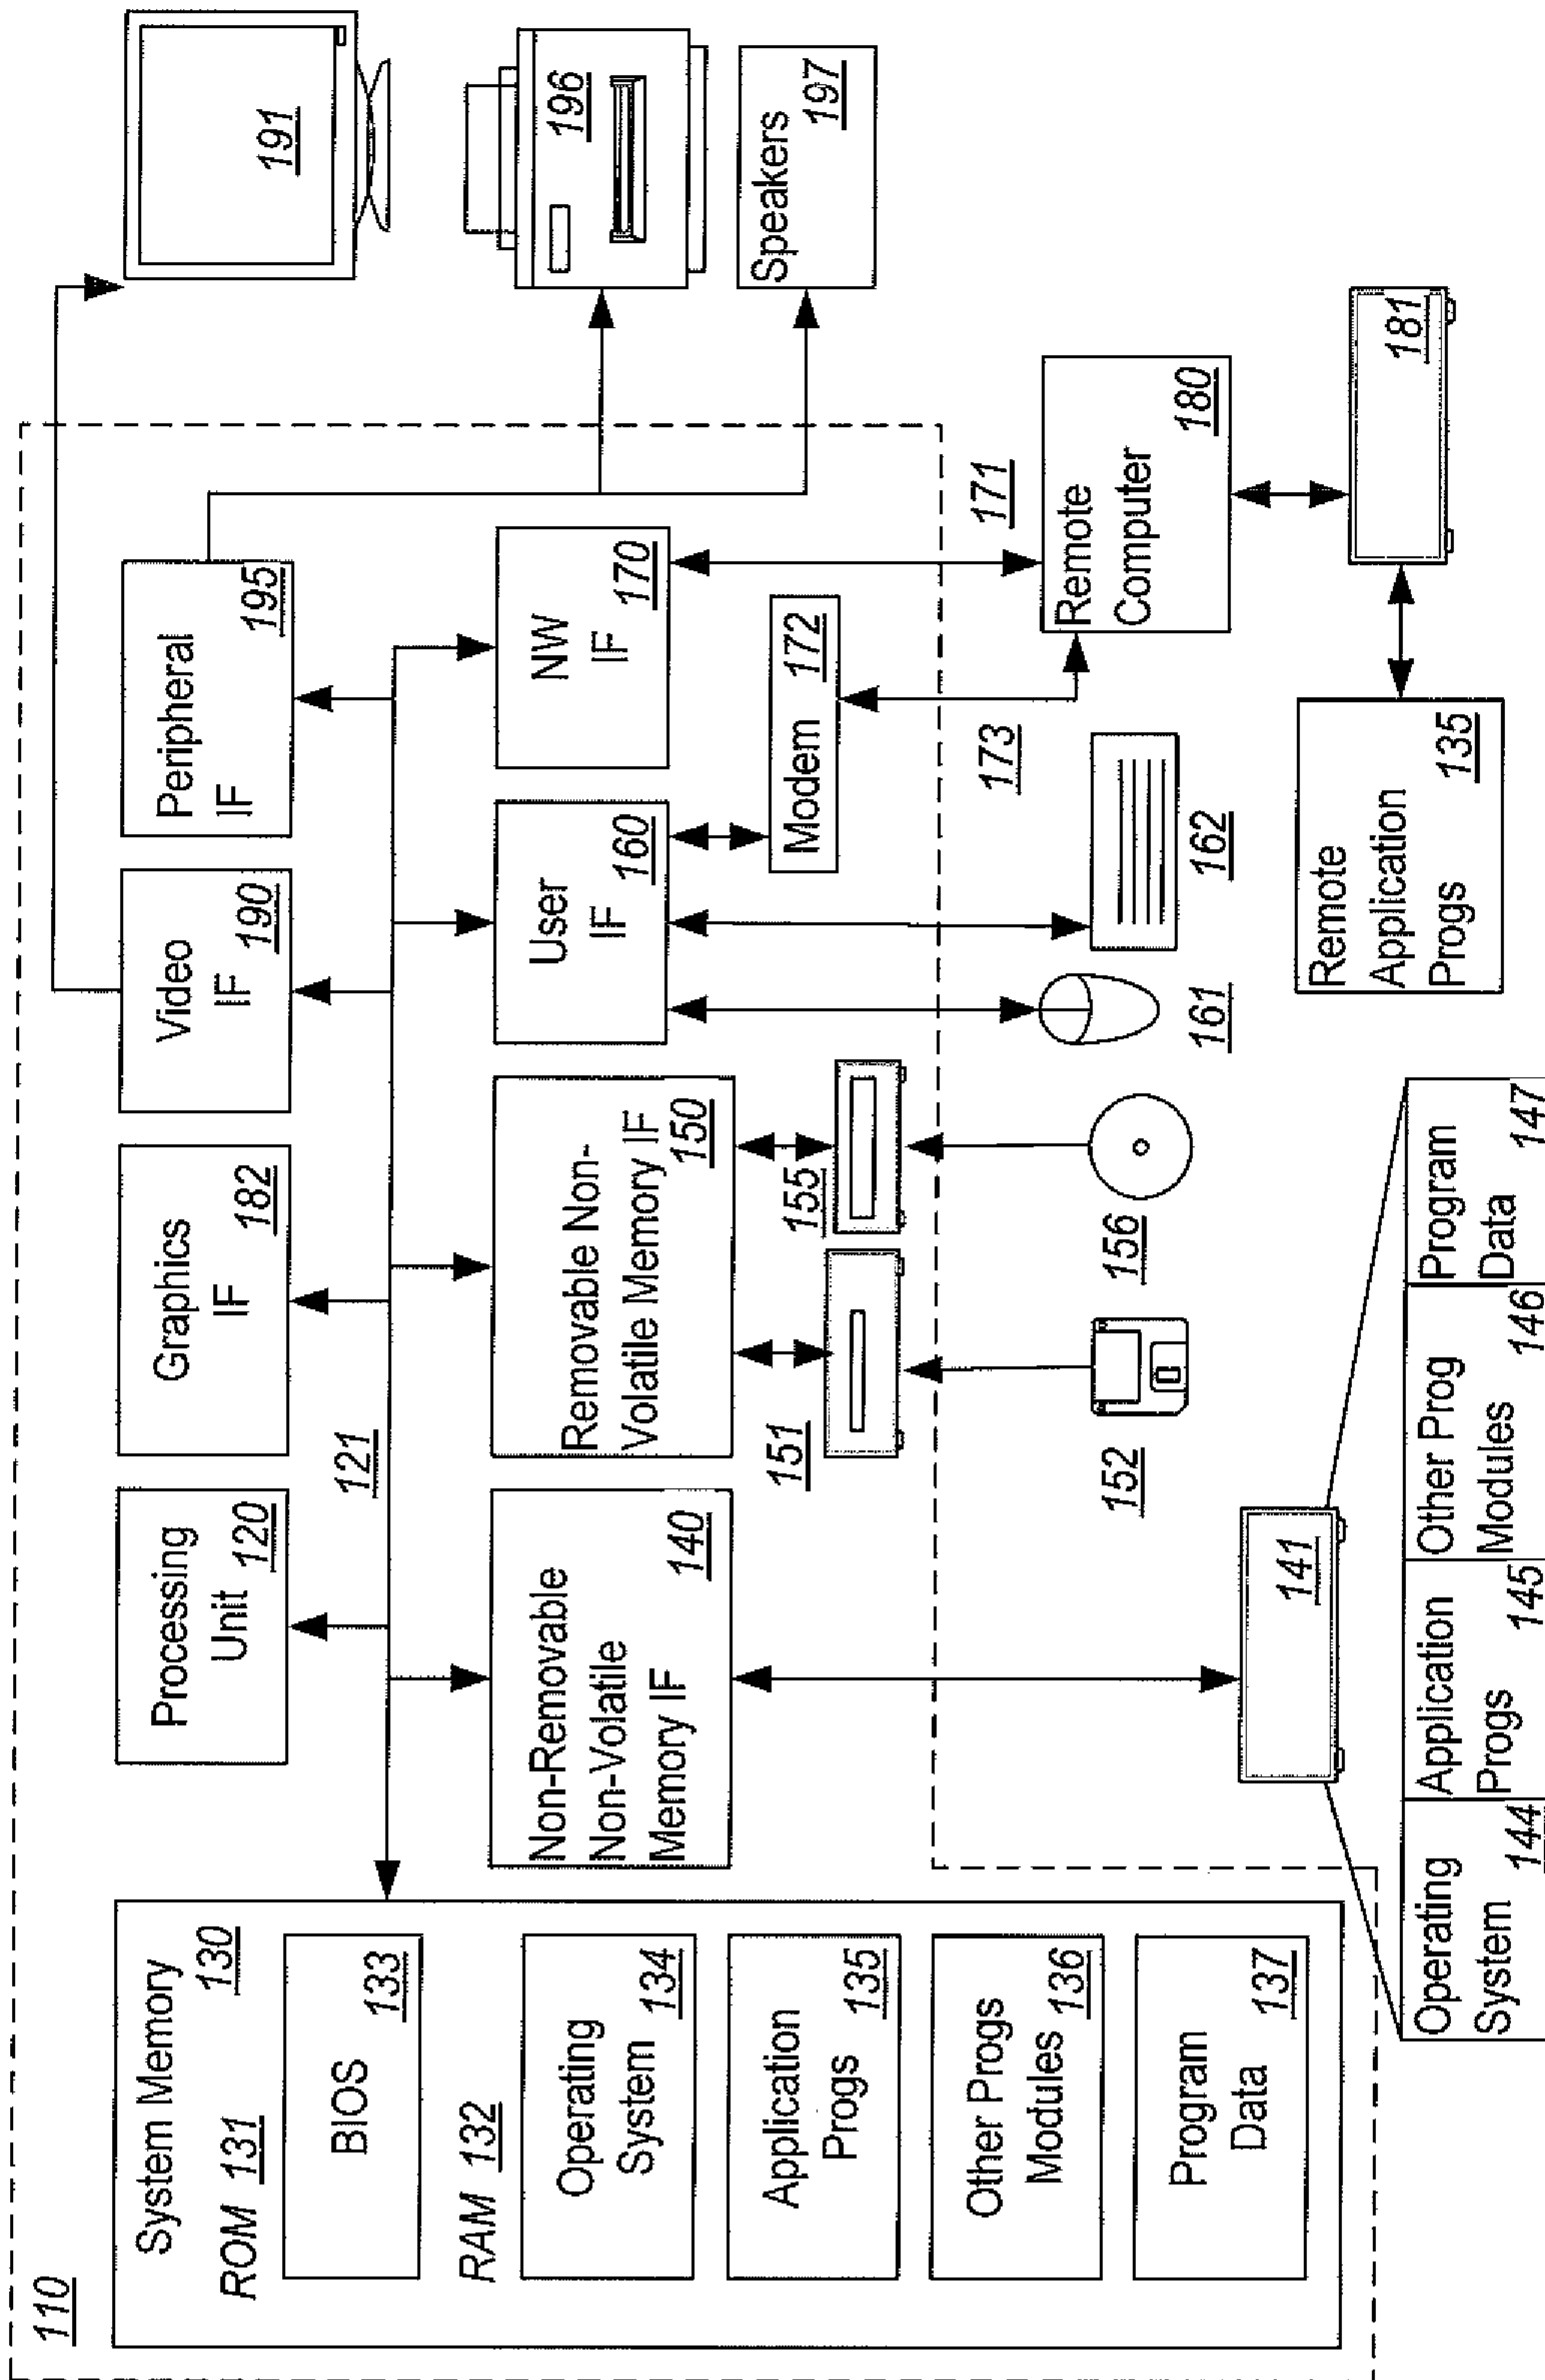 110
System Memory
130
ROM 131
BIOS
133
RAM 132
Operating
System 134
Application
Progs 135
Other Progs
Modules 136
Program
Data 137
Processing
Unit 120
Graphics
IF 182
Video
IF 190
Peripheral
IF 195
121
Non-Removable
Non-Volatile
Memory IF 140
Removable Non-
Volatile Memory IF
150
User
IF 160
NW
IF 170
Modem 172
151
155
152
156
161
162
173
171
Remote
Computer 180
181
Remote
Application
Progs 135
141
Operating
System 144
Application
Progs 145
Other Prog
Modules 146
Program
Data 147
191
196
Speakers
197